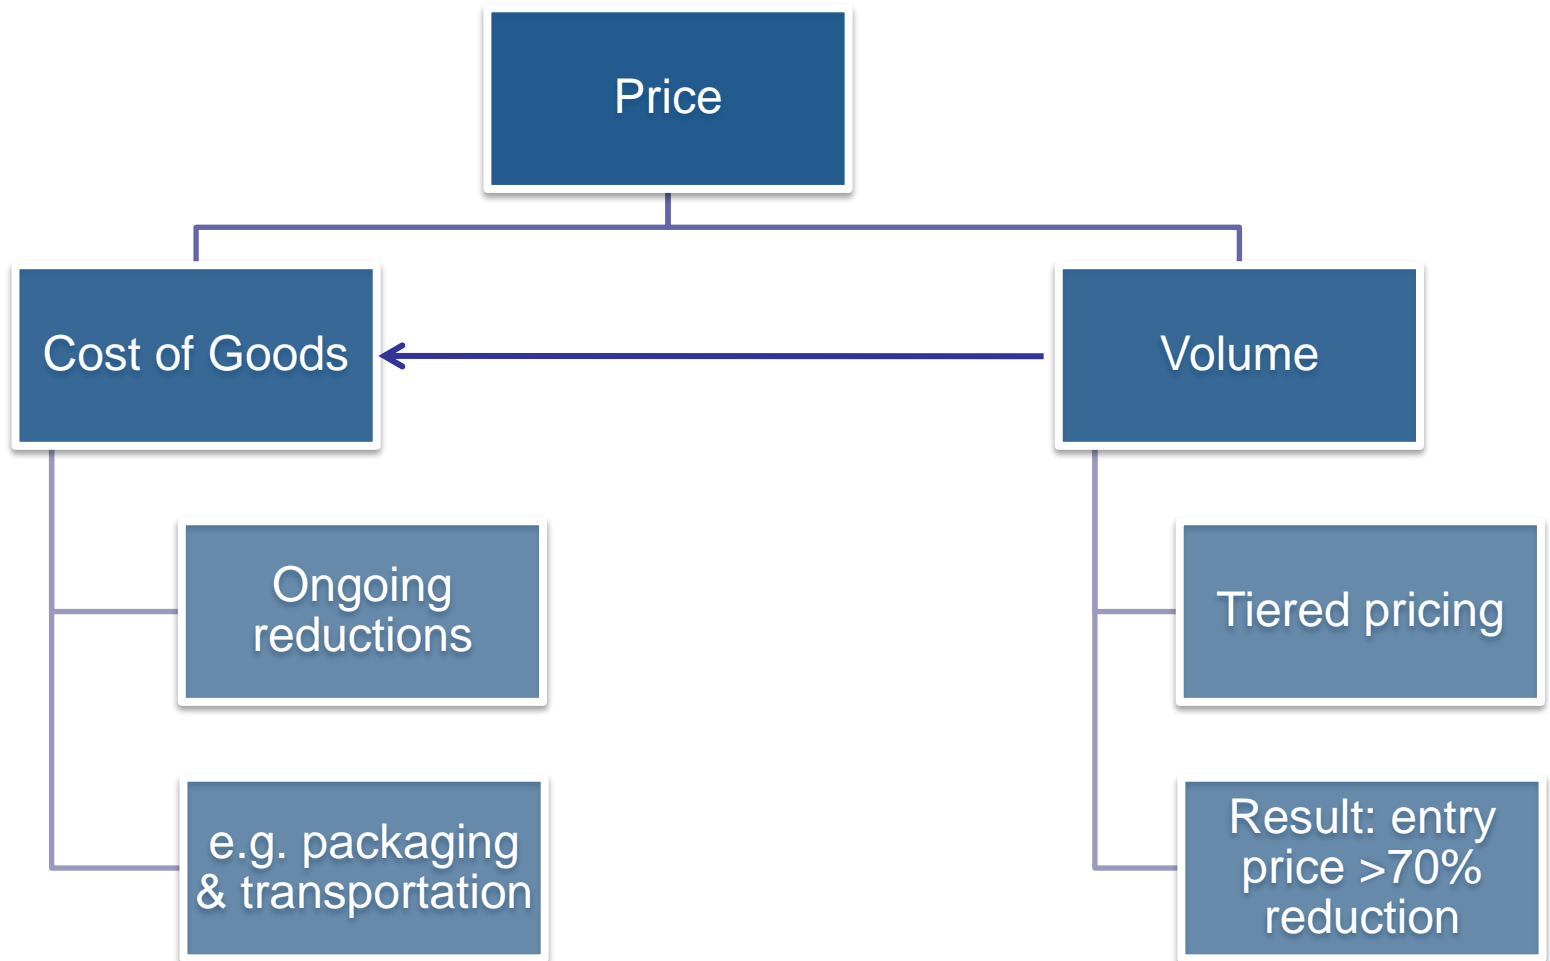 Price
Cost of Goods
Volume
Ongoing
reductions
Tiered pricing
e.g. packaging
& transportation
Result: entry
price >70%
reduction